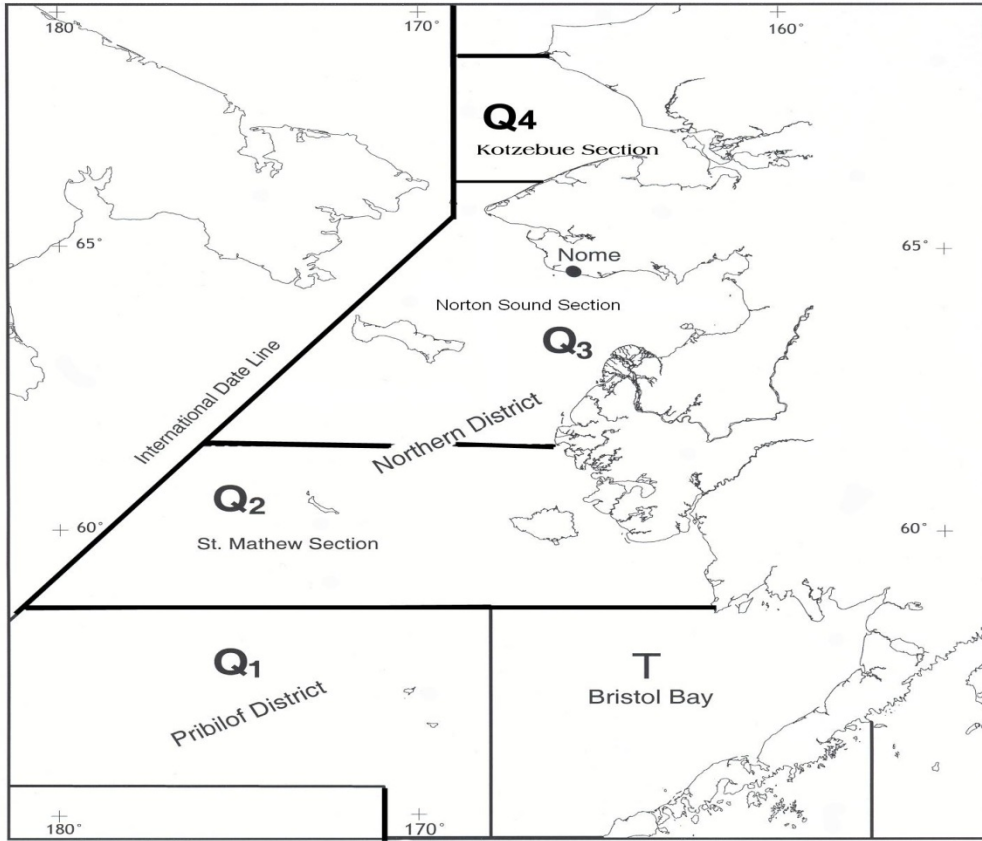 180°
170°
160°
Q4
Kotzebue Section
65°
65°
Nome
Norton Sound Section
Q3
International Date Line
Northern District
Q2
St. Mathew Section
60°
60°
Q1
Pribilof District
T
Bristol Bay
180°
170°